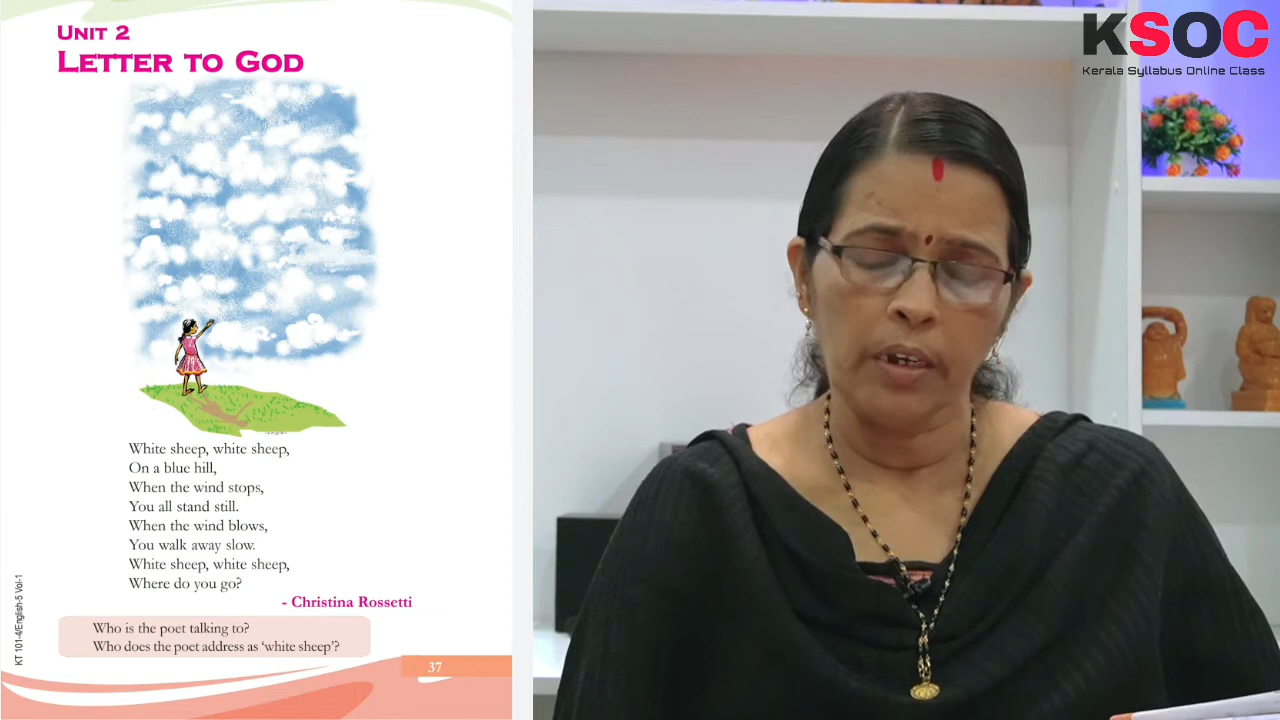 UNIT 2
LETTER TO GOD
White sheep, white sheep,
On a blue hill,
When the wind stops,
You all stand still.
When the wind blows,
You walk away slow.
White sheep, white sheep,
Where do you go?
- Christina Rossetti
Who is the poet talking to?
Who does the poet address as ‘white sheep’?
KT 101-4/English-5 Vol-1
37
KSOC
Kerala Syllabus Online Class